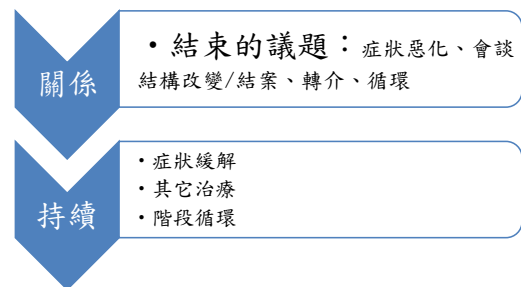 關係
•結束的議題：症狀惡化、會談
結構改變/結案、轉介、循環
持續
•症狀緩解
•其它治療
•階段循環